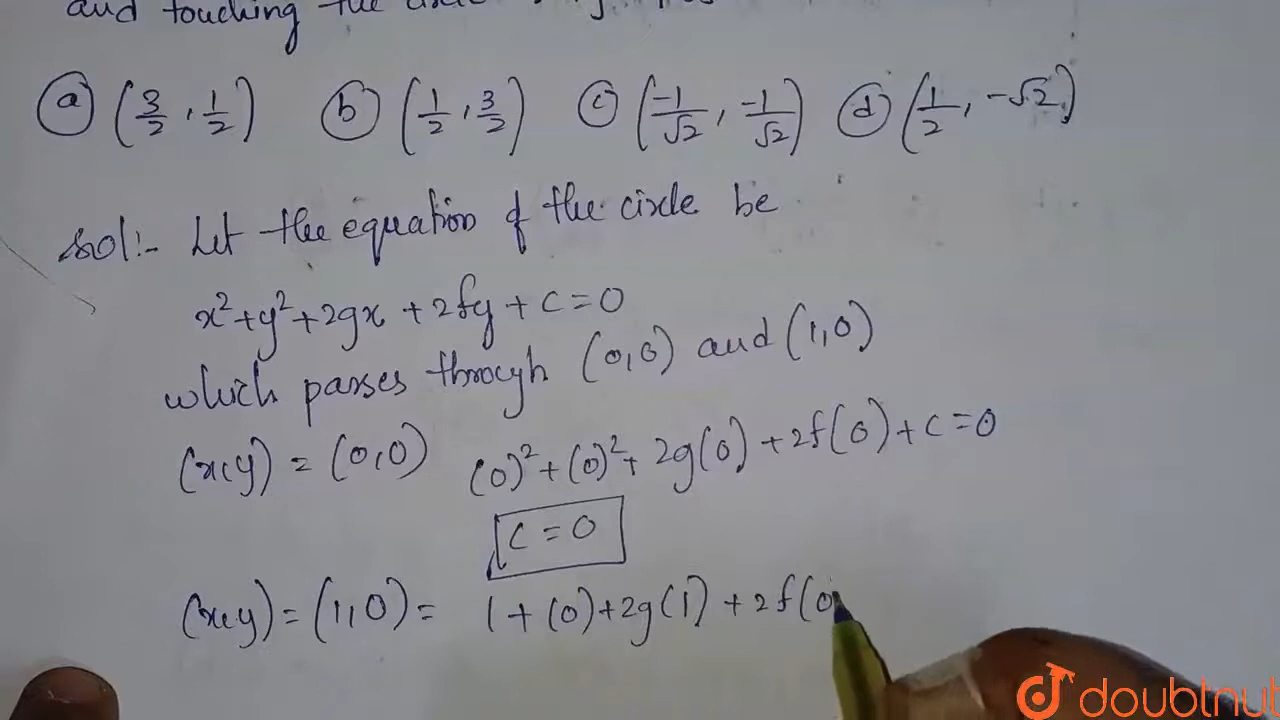 and touching the circle
(a) (3/2, 1/2) (b) (1/2, 3/2) (c) (-1/√2, -1/√2) (d) (1/2, -√2)
Sol:- Let the equation of the circle be
x²+y²+2gx+2fy+c=0
which passes through (0,0) and (1,0)
(x,y) = (0,0) (0)²+(0)²+2g(0)+2f(0)+c=0
c = 0
(x,y) = (1,0) = 1+(0)+2g(1)+2f(0
doubtnut